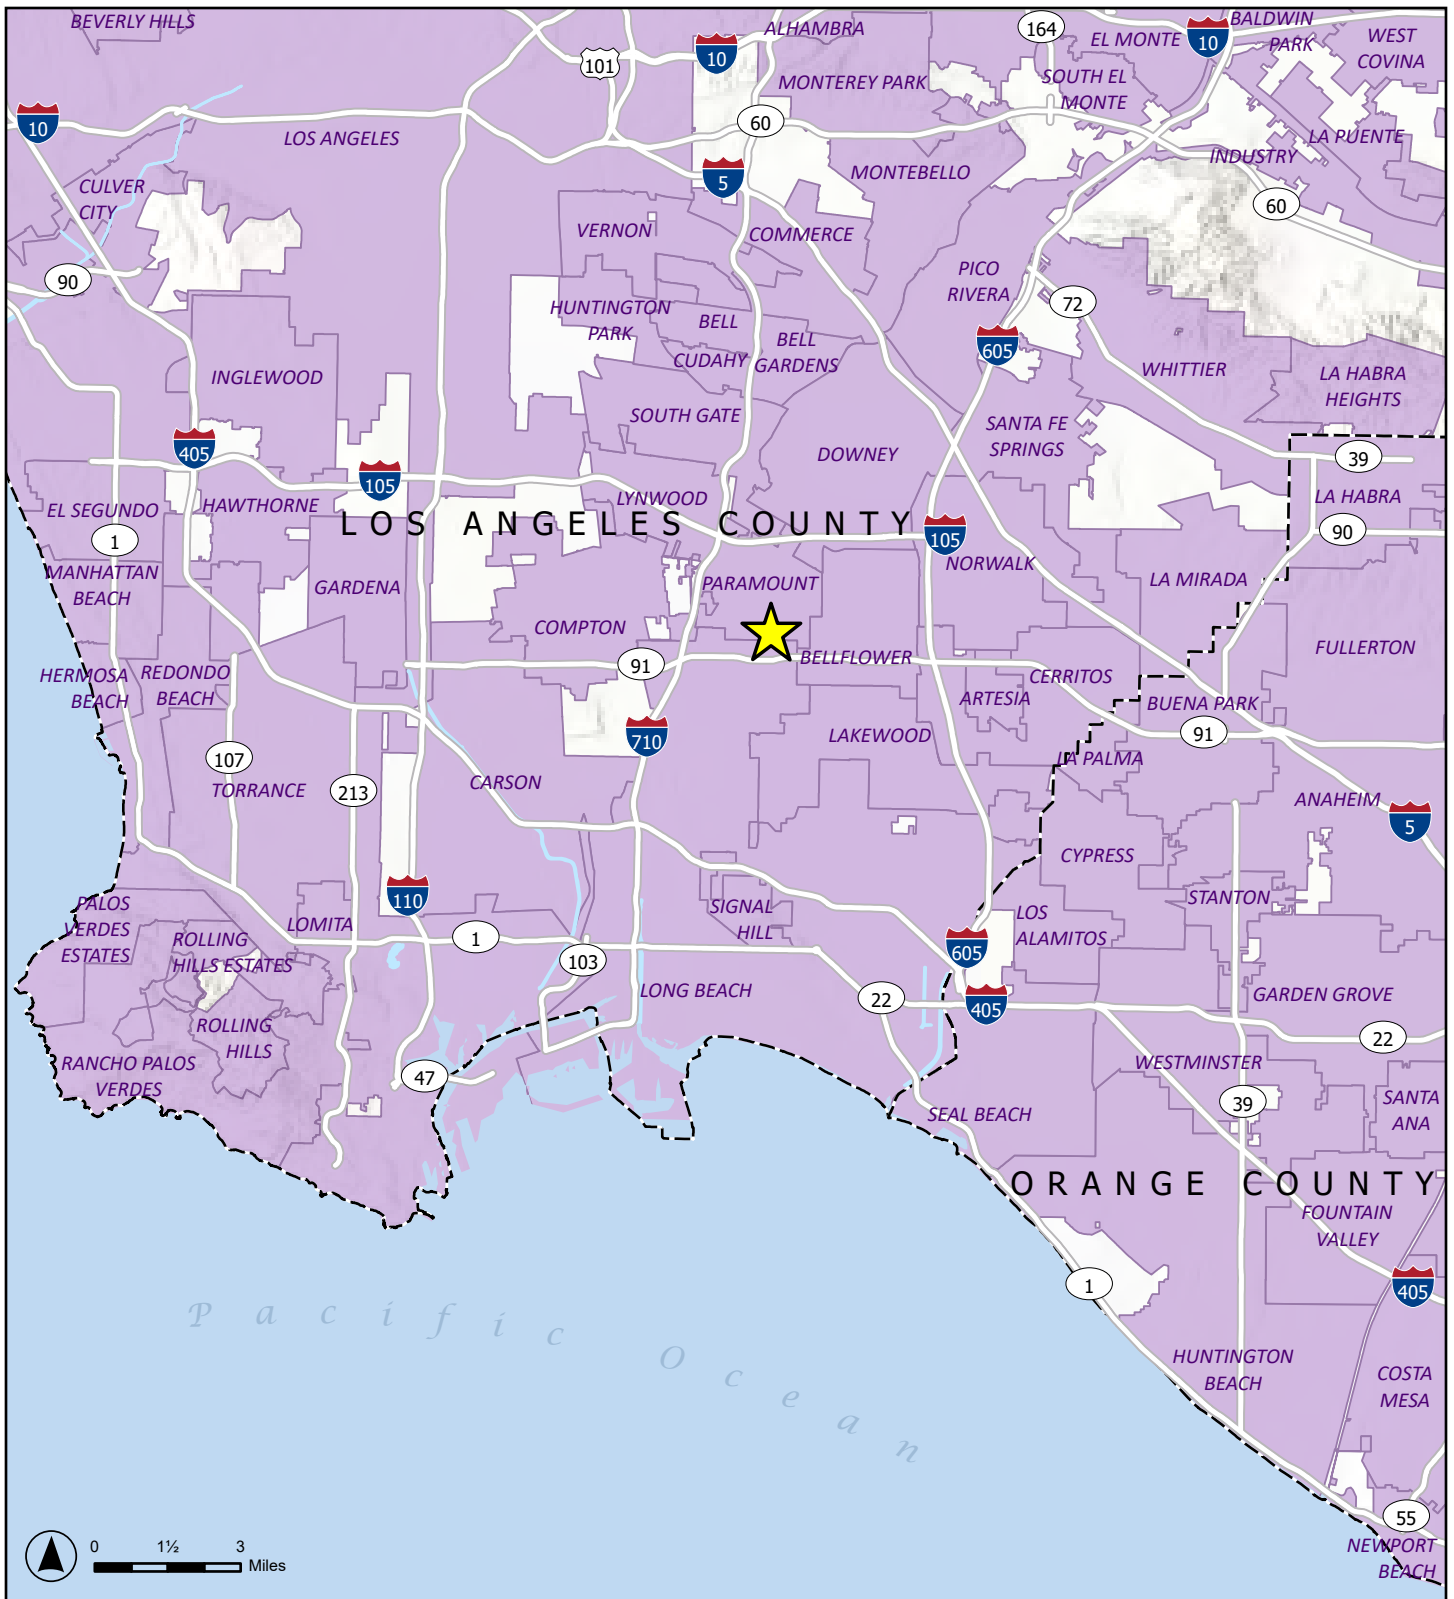 BEVERLY HILLS
ALHAMBRA
164
BALDWIN
PARK
EL MONTE
10
WEST
COVINA
101
10
MONTEREY PARK
SOUTH EL
MONTE
10
LOS ANGELES
60
LA PUENTE
INDUSTRY
CULVER
CITY
5
MONTEBELLO
60
VERNON
COMMERCE
90
PICO
RIVERA
72
HUNTINGTON
PARK
BELL
BELL
GARDENS
CUDAHY
605
INGLEWOOD
WHITTIER
LA HABRA
HEIGHTS
SOUTH GATE
SANTA FE
SPRINGS
405
DOWNEY
39
105
LYNWOOD
LA HABRA
EL SEGUNDO
HAWTHORNE
LOS ANGELES COUNTY
90
1
105
NORWALK
MANHATTAN
BEACH
GARDENA
PARAMOUNT
LA MIRADA
COMPTON
FULLERTON
91
BELLFLOWER
HERMOSA
BEACH
REDONDO
BEACH
CERRITOS
ARTESIA
BUENA PARK
710
LAKEWOOD
91
107
LA PALMA
TORRANCE
213
CARSON
ANAHEIM
5
CYPRESS
110
STANTON
PALOS
VERDES
ESTATES
LOMITA
SIGNAL
HILL
LOS
ALAMITOS
ROLLING
HILLS ESTATES
1
605
103
LONG BEACH
22
405
GARDEN GROVE
ROLLING
HILLS
22
RANCHO PALOS
VERDES
47
WESTMINSTER
39
SANTA
ANA
SEAL BEACH
ORANGE COUNTY
FOUNTAIN
VALLEY
1
405
Pacific Ocean
HUNTINGTON
BEACH
COSTA
MESA
55
NEWPORT
BEACH
0 1½ 3
Miles